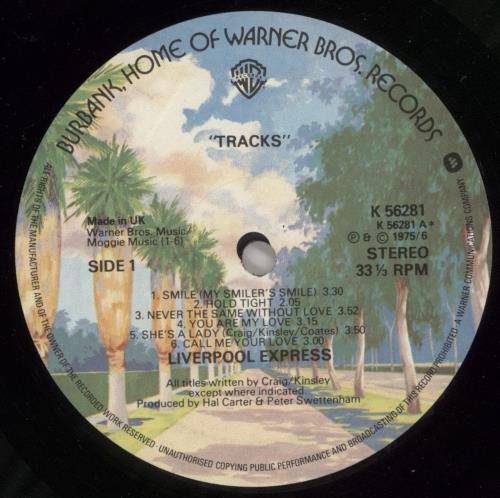 BURBANK, HOME OF WARNER BROS. RECORDS
"TRACKS"
Made in UK
Warner Bros. Music/
Moggie Music (1-6)
SIDE 1
K 56281
K 56281 A*
℗ & © 1975/6
STEREO
33⅓ RPM
1. SMILE (MY SMILER'S SMILE) 3.30
2. HOLD TIGHT 2.05
3. NEVER THE SAME WITHOUT LOVE 3.52
4. YOU ARE MY LOVE 3.15
5. SHE'S A LADY (Craig/Kinsley/Coates) 3.50
6. CALL ME YOUR LOVE 3.00
LIVERPOOL EXPRESS
All titles written by Craig/Kinsley
except where indicated.
Produced by Hal Carter & Peter Swettenham
ALL RIGHTS OF THE MANUFACTURER AND OF THE OWNER OF THE RECORDED WORK RESERVED · UNAUTHORISED COPYING PUBLIC PERFORMANCE AND BROADCASTING OF THIS RECORD PROHIBITED · A WARNER COMMUNICATIONS COMPANY